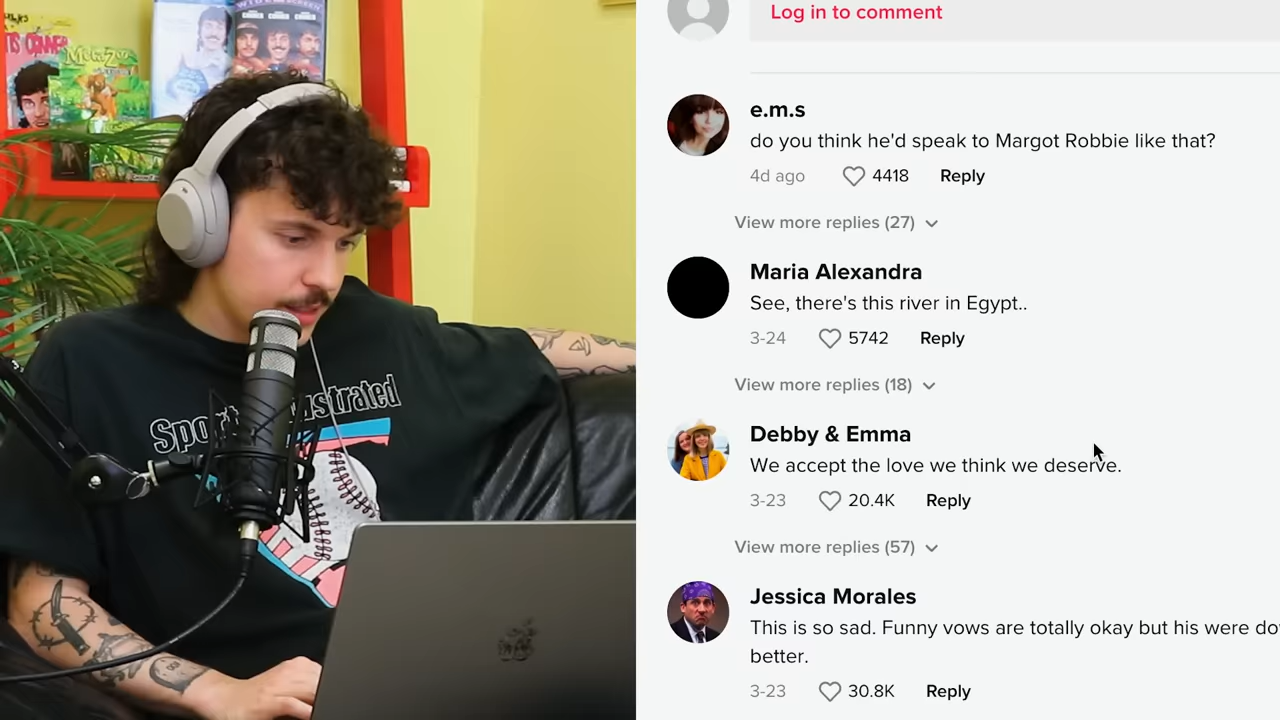 MetaZoo
Sports Illustrated
Log in to comment
e.m.s
do you think he'd speak to Margot Robbie like that?
4d ago 4418 Reply
View more replies (27)
Maria Alexandra
See, there's this river in Egypt..
3-24 5742 Reply
View more replies (18)
Debby & Emma
We accept the love we think we deserve.
3-23 20.4K Reply
View more replies (57)
Jessica Morales
This is so sad. Funny vows are totally okay but his were do
better.
3-23 30.8K Reply